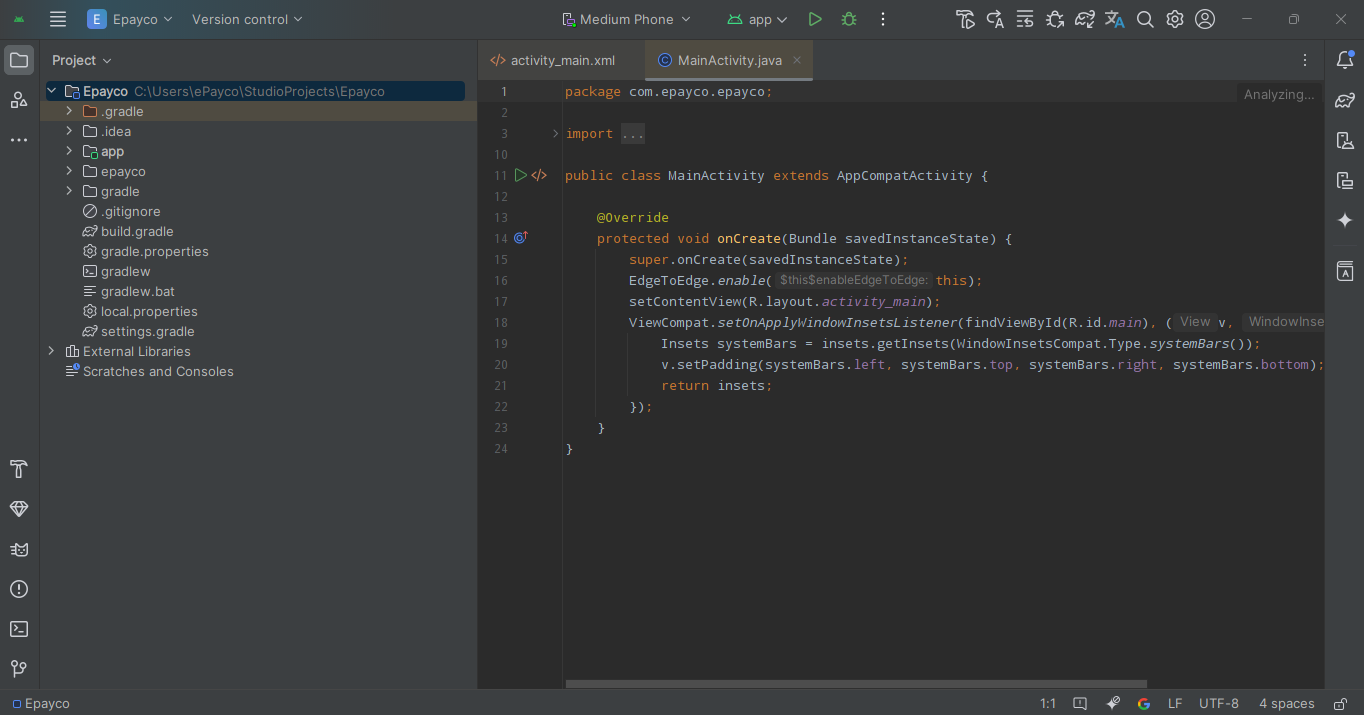 E Epayco Version control Medium Phone app
Project
activity_main.xml MainActivity.java
Epayco C:\Users\ePayco\StudioProjects\Epayco
.gradle
.idea
app
epayco
gradle
.gitignore
build.gradle
gradle.properties
gradlew
gradlew.bat
local.properties
settings.gradle
External Libraries
Scratches and Consoles
1 package com.epayco.epayco; Analyzing...
2
3 import ...
10
11 public class MainActivity extends AppCompatActivity {
12
13 @Override
14 protected void onCreate(Bundle savedInstanceState) {
15 super.onCreate(savedInstanceState);
16 EdgeToEdge.enable( $this$enableEdgeToEdge: this);
17 setContentView(R.layout.activity_main);
18 ViewCompat.setOnApplyWindowInsetsListener(findViewById(R.id.main), ( View v, WindowInse
19 Insets systemBars = insets.getInsets(WindowInsetsCompat.Type.systemBars());
20 v.setPadding(systemBars.left, systemBars.top, systemBars.right, systemBars.bottom);
21 return insets;
22 });
23 }
24 }
Epayco 1:1 LF UTF-8 4 spaces